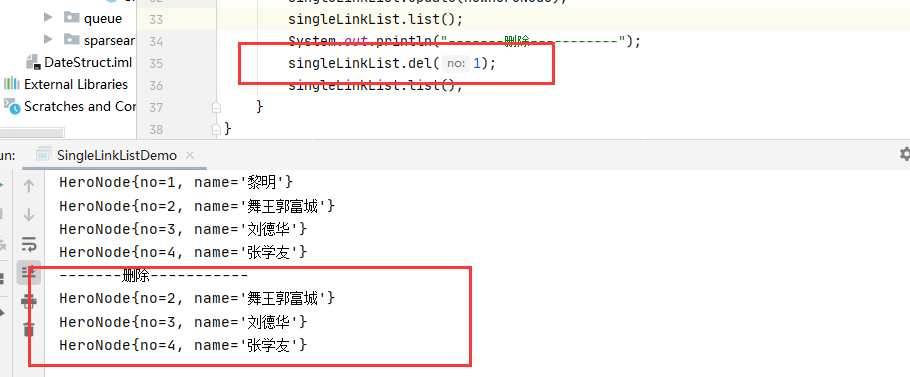 queue
sparsear
DateStruct.iml
External Libraries
Scratches and Cor
33 singleLinkList.list();
34 System.out.println("-------删除-----------");
35 singleLinkList.del( no: 1);
36 singleLinkList.list();
37 }
38 }
un: SingleLinkListDemo ×
HeroNode{no=1, name='黎明'}
HeroNode{no=2, name='舞王郭富城'}
HeroNode{no=3, name='刘德华'}
HeroNode{no=4, name='张学友'}
-------删除-----------
HeroNode{no=2, name='舞王郭富城'}
HeroNode{no=3, name='刘德华'}
HeroNode{no=4, name='张学友'}